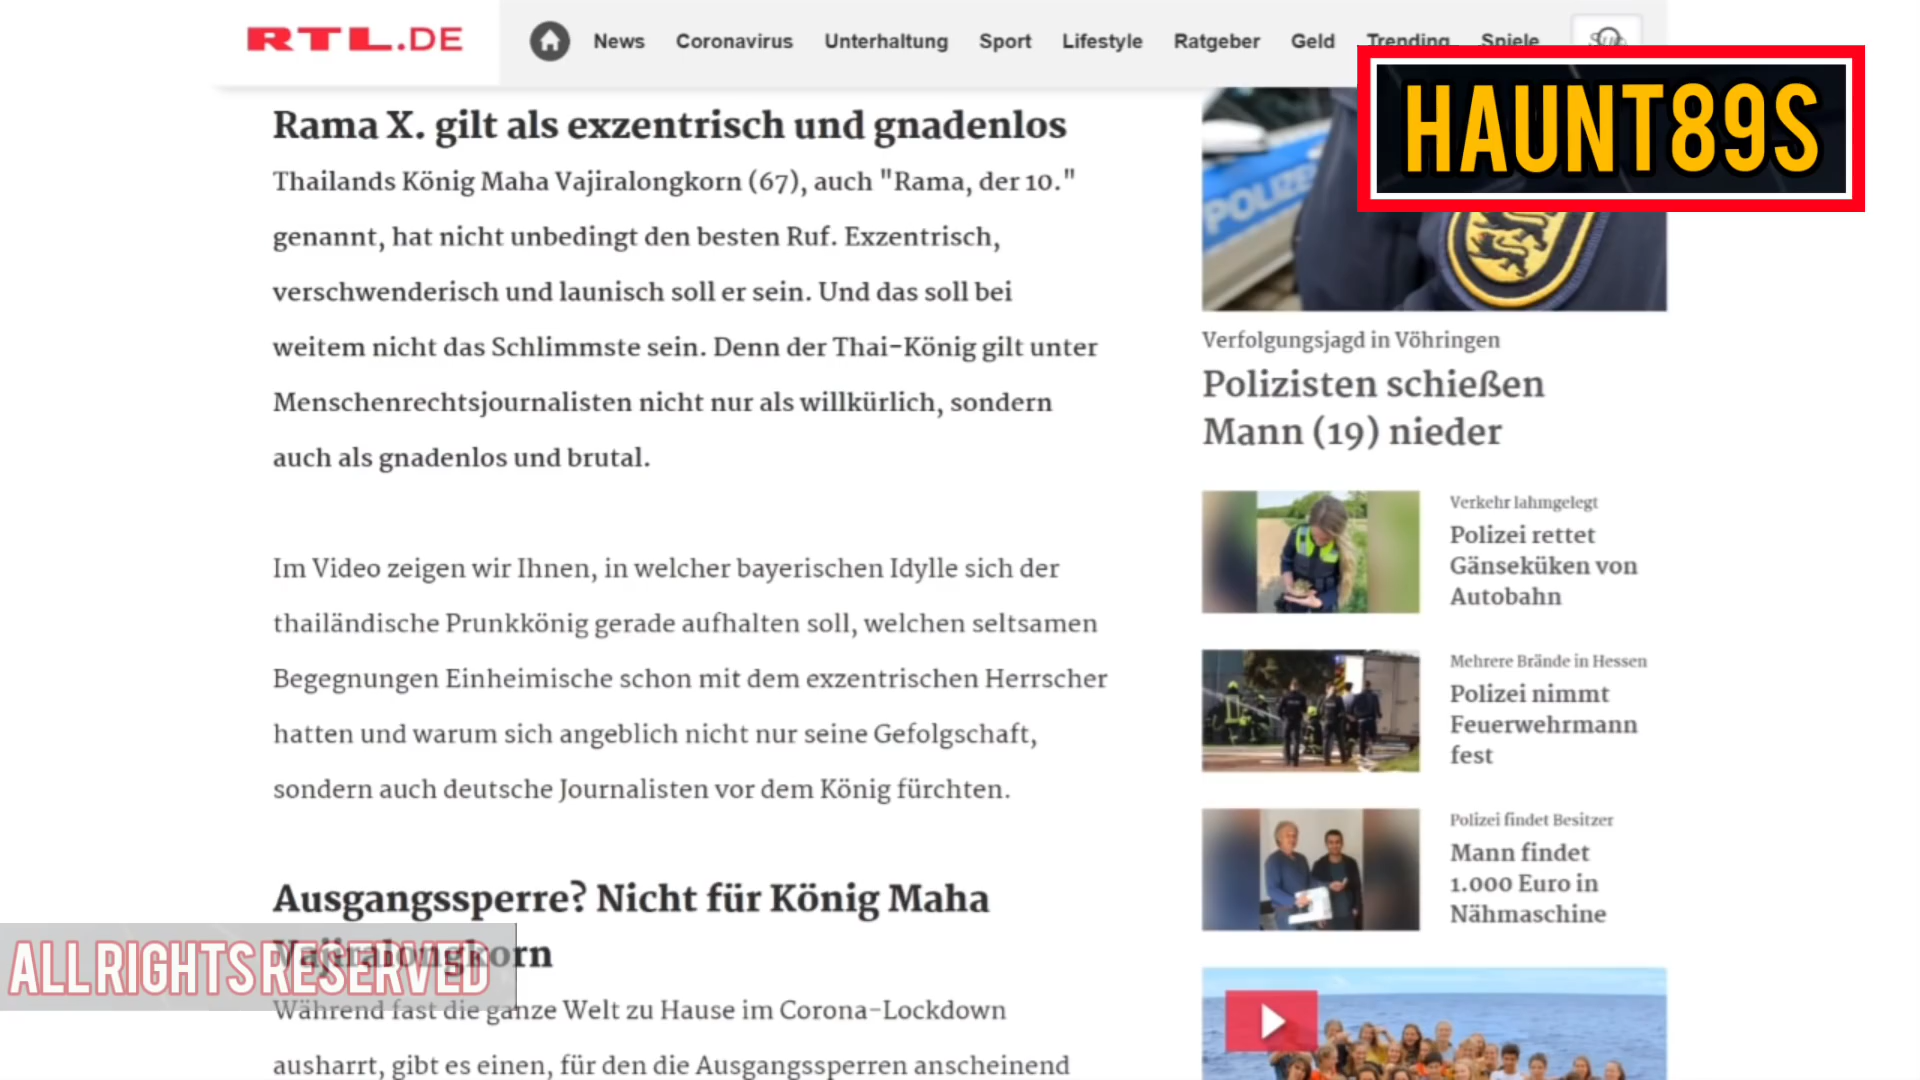 RTL.DE
News Coronavirus Unterhaltung Sport Lifestyle Ratgeber Geld Trending Spiele
HAUNT89S
Rama X. gilt als exzentrisch und gnadenlos
Thailands König Maha Vajiralongkorn (67), auch "Rama, der 10."
genannt, hat nicht unbedingt den besten Ruf. Exzentrisch,
verschwenderisch und launisch soll er sein. Und das soll bei
weitem nicht das Schlimmste sein. Denn der Thai-König gilt unter
Menschenrechtsjournalisten nicht nur als willkürlich, sondern
auch als gnadenlos und brutal.
Im Video zeigen wir Ihnen, in welcher bayerischen Idylle sich der
thailändische Prunkkönig gerade aufhalten soll, welchen seltsamen
Begegnungen Einheimische schon mit dem exzentrischen Herrscher
hatten und warum sich angeblich nicht nur seine Gefolgschaft,
sondern auch deutsche Journalisten vor dem König fürchten.
Ausgangssperre? Nicht für König Maha
Vajiralongkorn
Während fast die ganze Welt zu Hause im Corona-Lockdown
ausharrt, gibt es einen, für den die Ausgangssperren anscheinend
ALL RIGHTS RESERVED
POLIZEI
Verfolgungsjagd in Vöhringen
Polizisten schießen
Mann (19) nieder
Verkehr lahmgelegt
Polizei rettet
Gänseküken von
Autobahn
Mehrere Brände in Hessen
Polizei nimmt
Feuerwehrmann
fest
Polizei findet Besitzer
Mann findet
1.000 Euro in
Nähmaschine